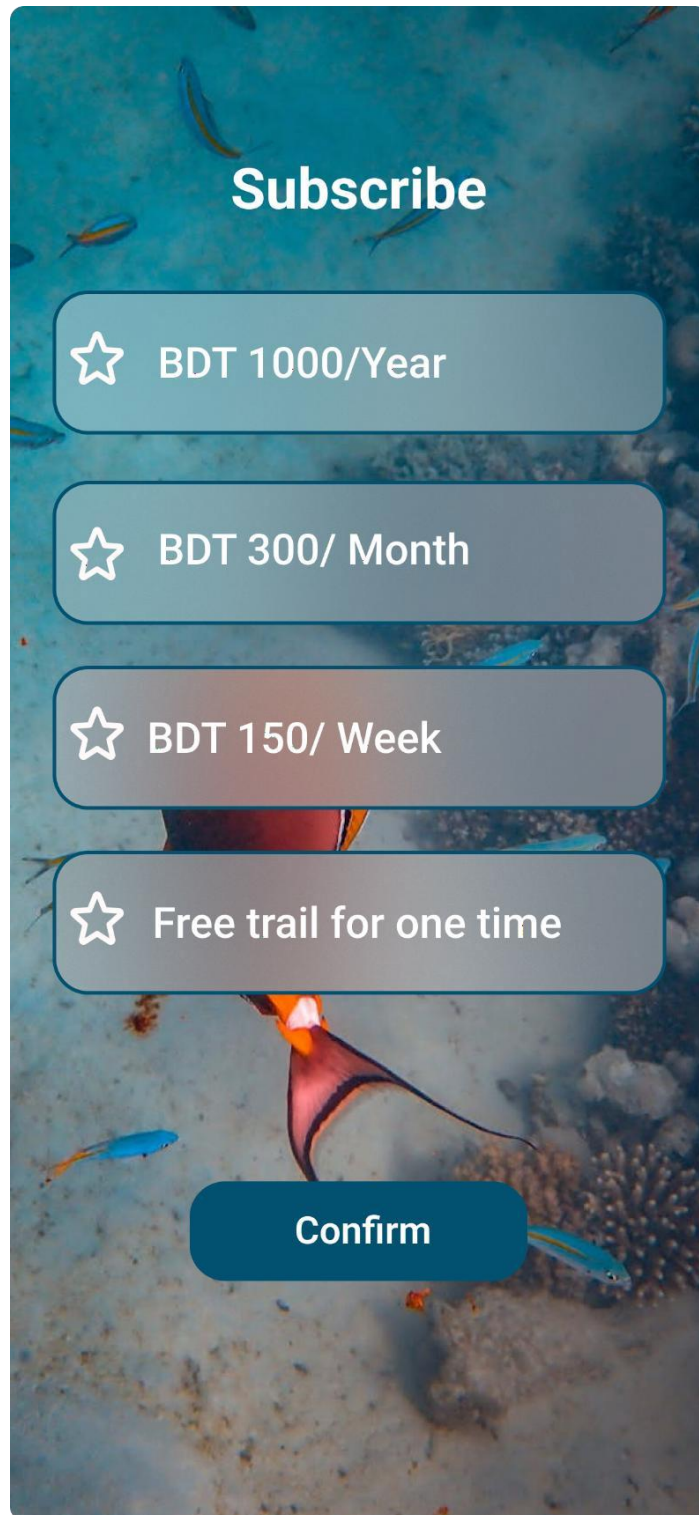 Subscribe
BDT 1000/Year
BDT 300/ Month
BDT 150/ Week
Free trail for one time
Confirm